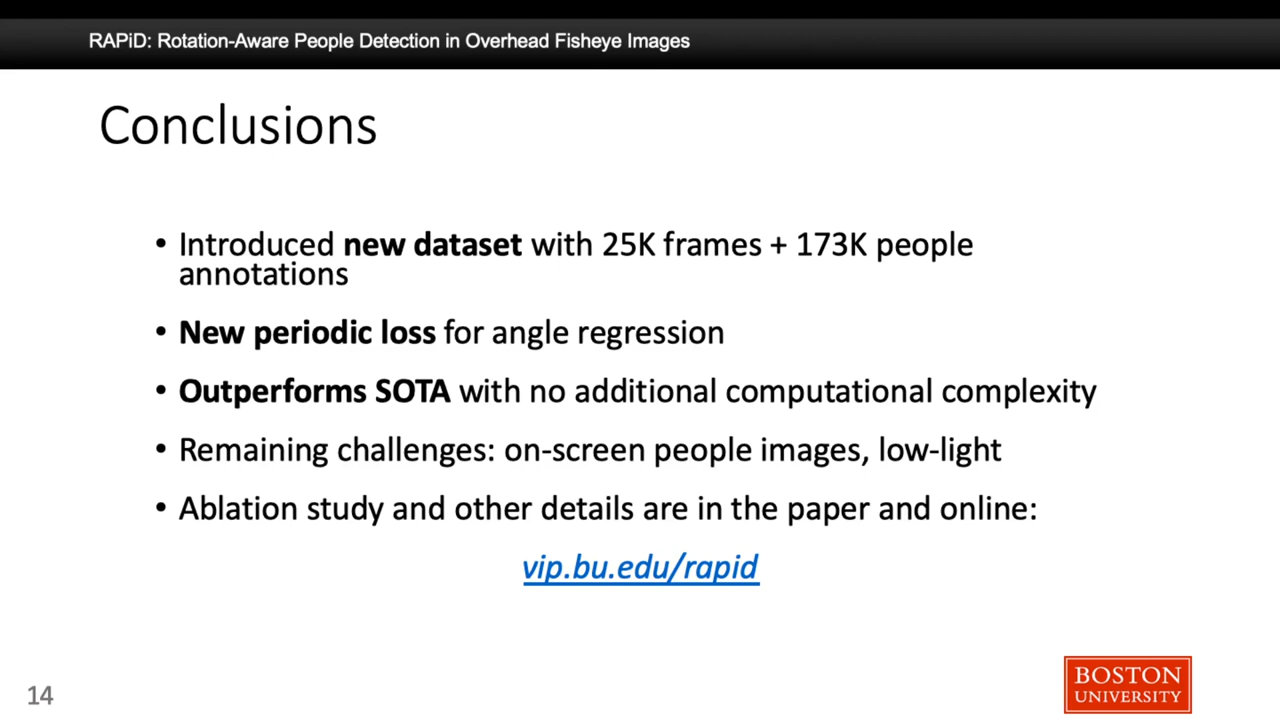 RAPiD: Rotation-Aware People Detection in Overhead Fisheye Images
Conclusions
• Introduced new dataset with 25K frames + 173K people
annotations
• New periodic loss for angle regression
• Outperforms SOTA with no additional computational complexity
• Remaining challenges: on-screen people images, low-light
• Ablation study and other details are in the paper and online:
vip.bu.edu/rapid
14
BOSTON
UNIVERSITY